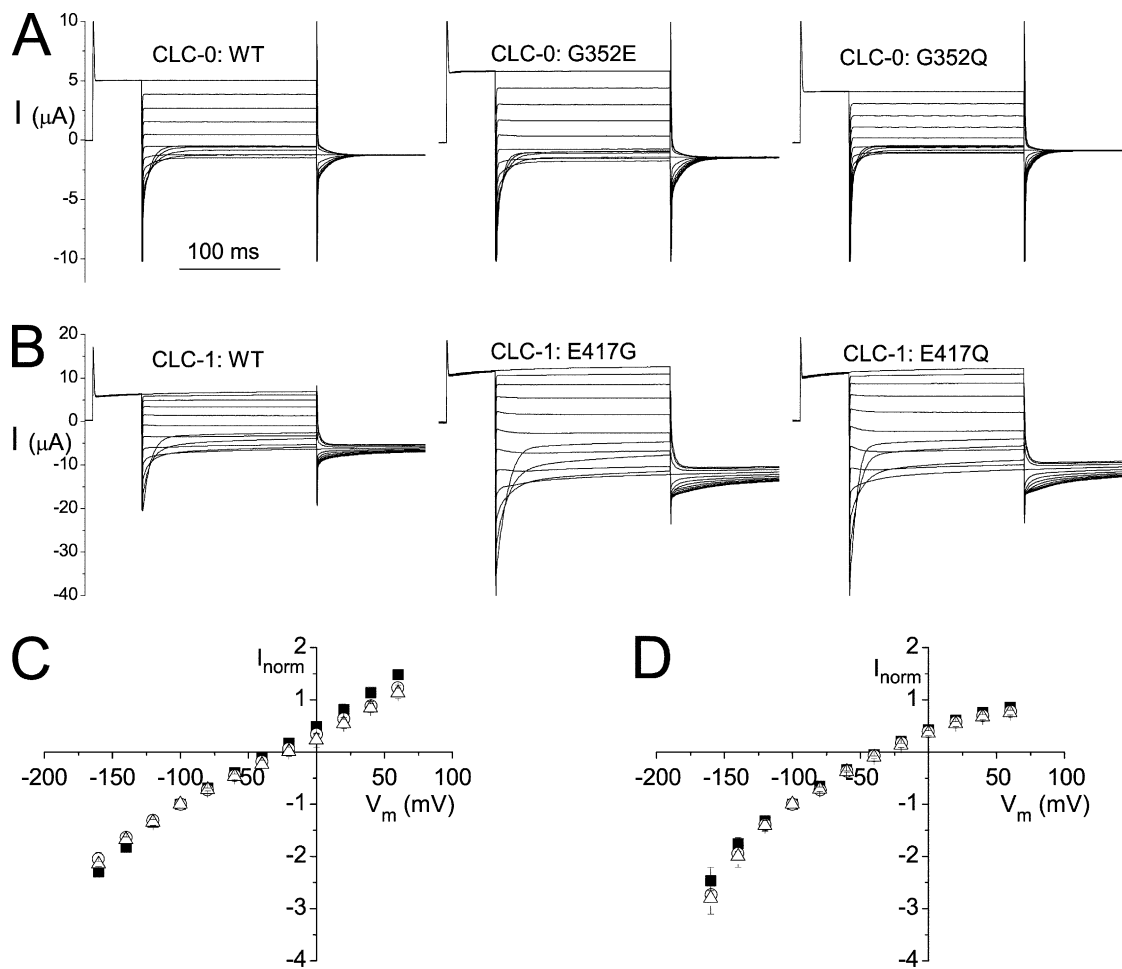 A
CLC-0: WT
CLC-0: G352E
CLC-0: G352Q
I (μA)
10
5
0
-5
-10
100 ms
B
CLC-1: WT
CLC-1: E417G
CLC-1: E417Q
I (μA)
20
10
0
-10
-20
-30
-40
C
Inorm
2
1
-200 -150 -100 -50 50 100
Vm (mV)
-1
-2
-3
-4
D
Inorm
2
1
-200 -150 -100 -50 50 100
Vm (mV)
-1
-2
-3
-4